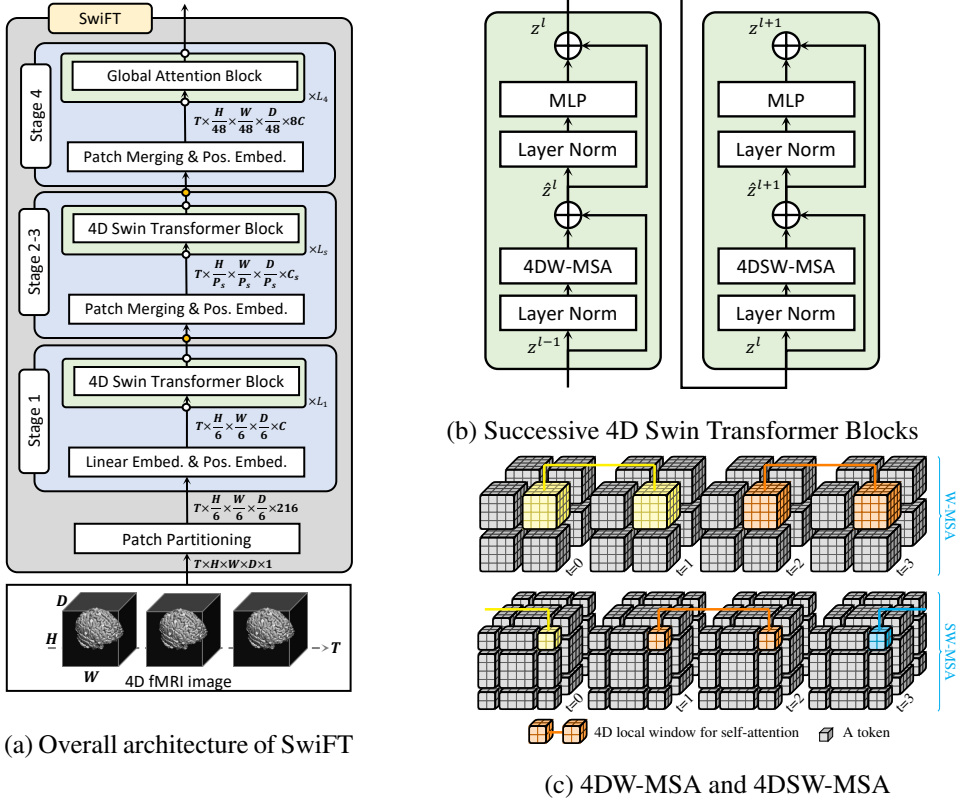 SwiFT
Stage 4
Global Attention Block
×L₄
T × H/48 × W/48 × D/48 × 8C
Patch Merging & Pos. Embed.
Stage 2-3
4D Swin Transformer Block
×Lₛ
T × H/Pₛ × W/Pₛ × D/Pₛ × Cₛ
Patch Merging & Pos. Embed.
Stage 1
4D Swin Transformer Block
×L₁
T × H/6 × W/6 × D/6 × C
Linear Embed. & Pos. Embed.
T × H/6 × W/6 × D/6 × 216
Patch Partitioning
T×H×W×D×1
D
H
W
T
4D fMRI image
(a) Overall architecture of SwiFT
z^l
MLP
Layer Norm
ẑ^l
4DW-MSA
Layer Norm
z^{l−1}
z^{l+1}
MLP
Layer Norm
ẑ^{l+1}
4DSW-MSA
Layer Norm
z^l
(b) Successive 4D Swin Transformer Blocks
t=0
t=1
t=2
t=3
W-MSA
t=0
t=1
t=2
t=3
SW-MSA
4D local window for self-attention
A token
(c) 4DW-MSA and 4DSW-MSA